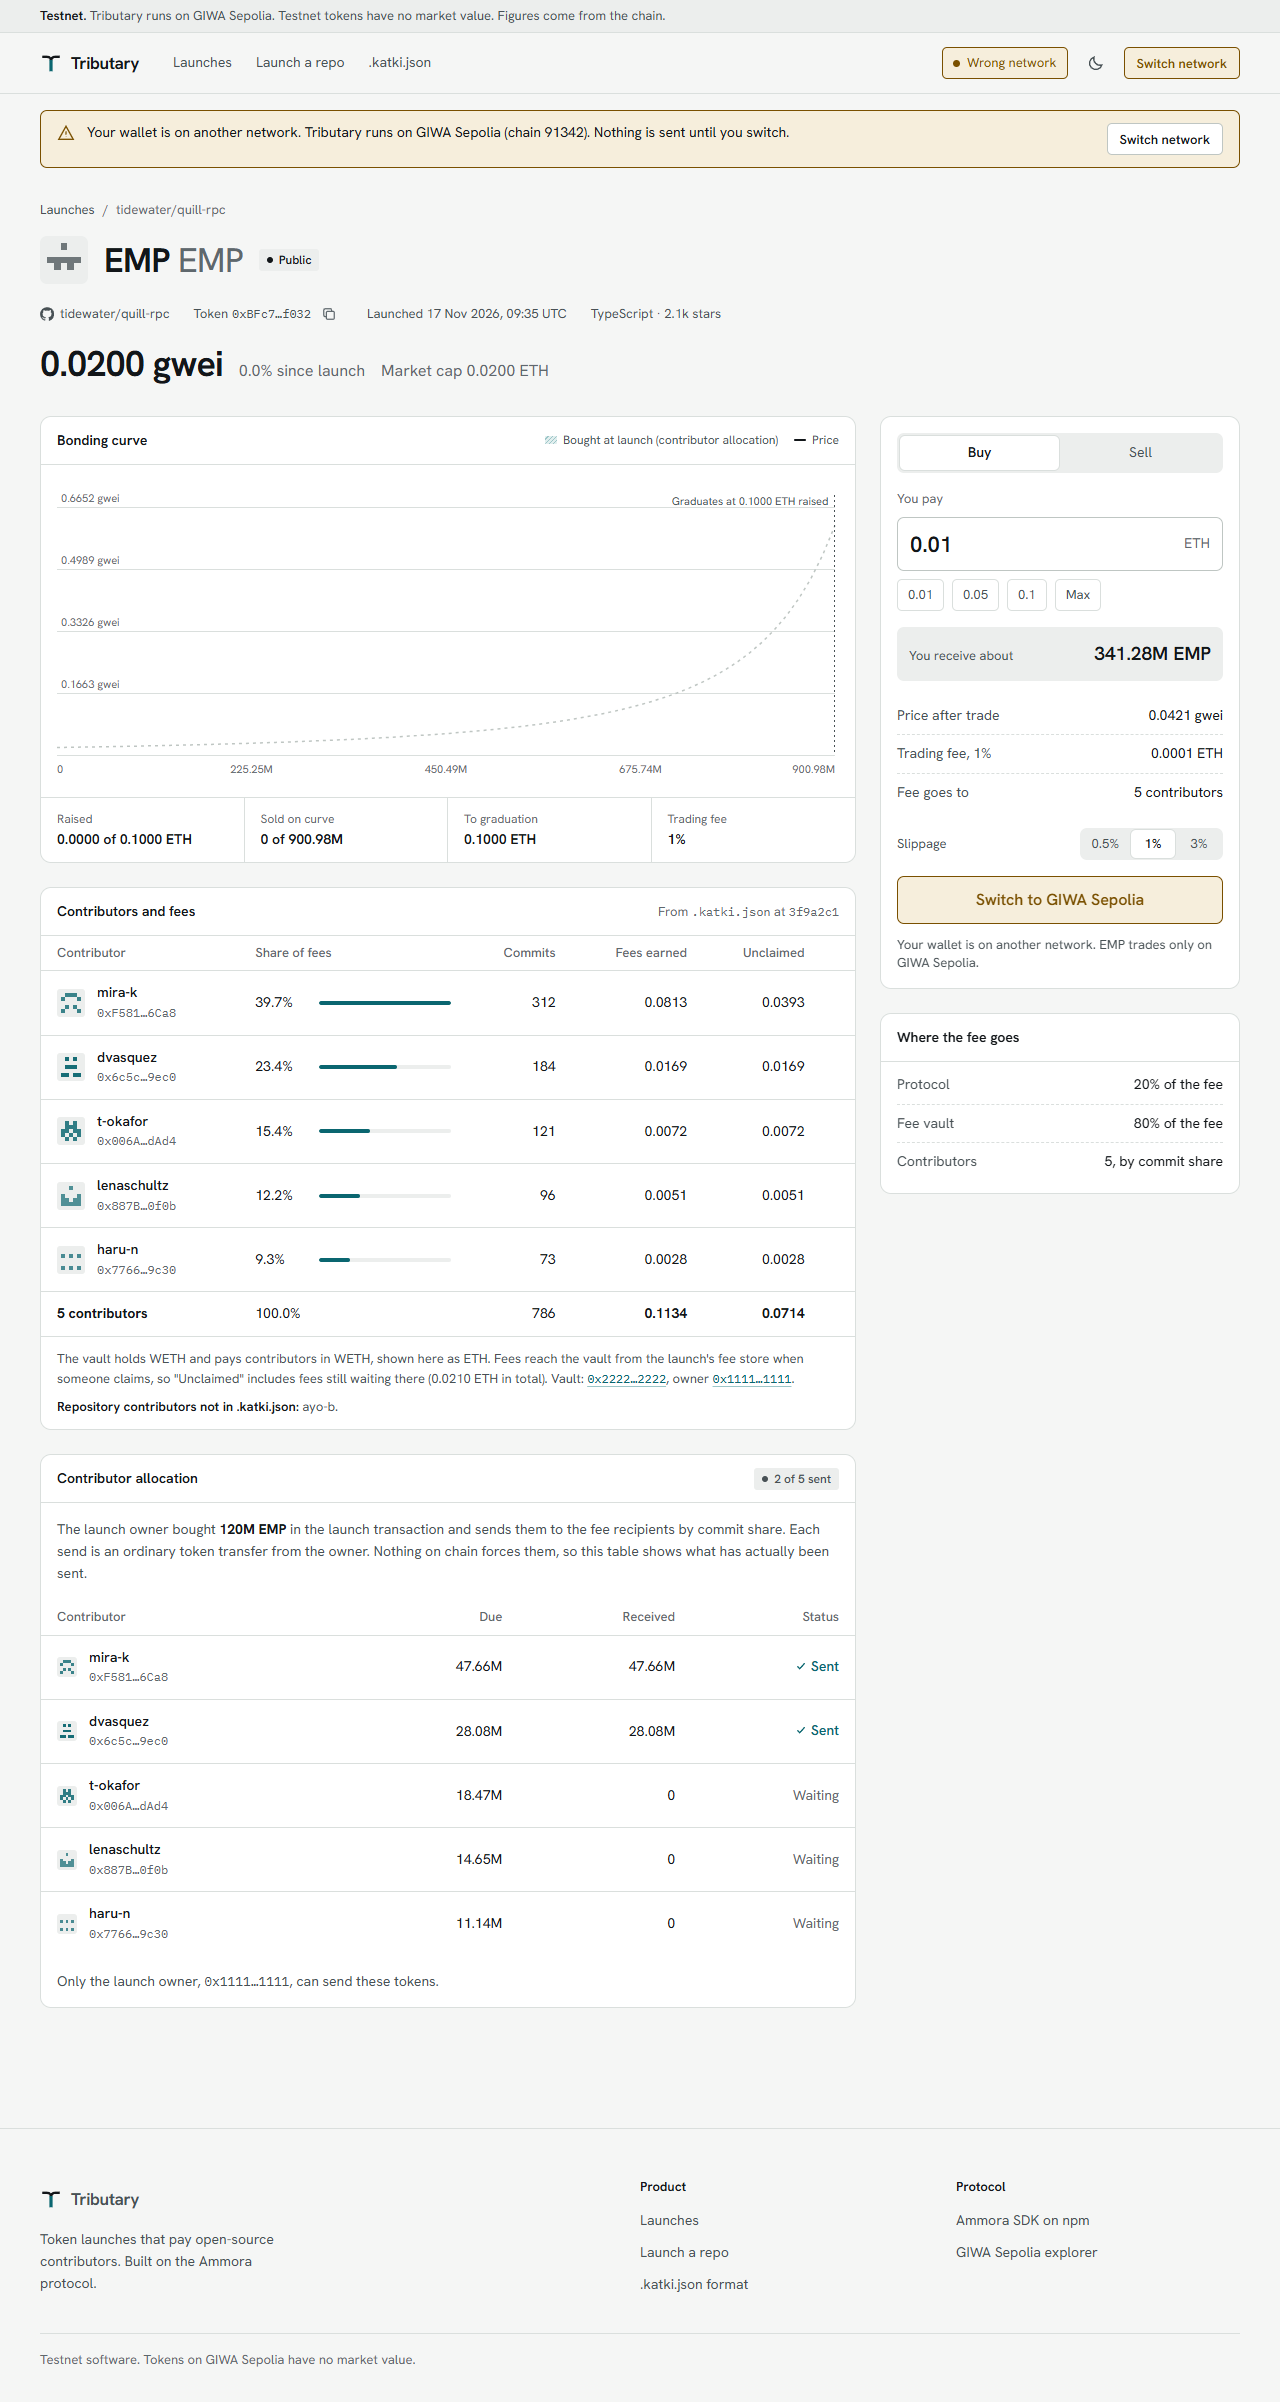 Testnet. Tributary runs on GIWA Sepolia. Testnet tokens have no market value. Figures come from the chain.
Tributary
Launches
Launch a repo
.katki.json
Wrong network
Switch network
Your wallet is on another network. Tributary runs on GIWA Sepolia (chain 91342). Nothing is sent until you switch.
Switch network
Launches / tidewater/quill-rpc
EMP EMP
Public
tidewater/quill-rpc
Token 0xBFc7…f032
Launched 17 Nov 2026, 09:35 UTC
TypeScript · 2.1k stars
0.0200 gwei
0.0% since launch
Market cap 0.0200 ETH
Bonding curve
Bought at launch (contributor allocation)
Price
0.6652 gwei
Graduates at 0.1000 ETH raised
0.4989 gwei
0.3326 gwei
0.1663 gwei
0
225.25M
450.49M
675.74M
900.98M
Raised
0.0000 of 0.1000 ETH
Sold on curve
0 of 900.98M
To graduation
0.1000 ETH
Trading fee
1%
Buy
Sell
You pay
0.01
ETH
0.01
0.05
0.1
Max
You receive about
341.28M EMP
Price after trade
0.0421 gwei
Trading fee, 1%
0.0001 ETH
Fee goes to
5 contributors
Slippage
0.5%
1%
3%
Switch to GIWA Sepolia
Your wallet is on another network. EMP trades only on
GIWA Sepolia.
Where the fee goes
Protocol
20% of the fee
Fee vault
80% of the fee
Contributors
5, by commit share
Contributors and fees
From .katki.json at 3f9a2c1
Contributor
Share of fees
Commits
Fees earned
Unclaimed
mira-k
0xF581…6Ca8
39.7%
312
0.0813
0.0393
dvasquez
0x6c5c…9ec0
23.4%
184
0.0169
0.0169
t-okafor
0x006A…dAd4
15.4%
121
0.0072
0.0072
lenaschultz
0x887B…0f0b
12.2%
96
0.0051
0.0051
haru-n
0x7766…9c30
9.3%
73
0.0028
0.0028
5 contributors
100.0%
786
0.1134
0.0714
The vault holds WETH and pays contributors in WETH, shown here as ETH. Fees reach the vault from the launch's fee store when
someone claims, so "Unclaimed" includes fees still waiting there (0.0210 ETH in total). Vault: 0x2222…2222, owner 0x1111…1111.
Repository contributors not in .katki.json: ayo-b.
Contributor allocation
2 of 5 sent
The launch owner bought 120M EMP in the launch transaction and sends them to the fee recipients by commit share. Each
send is an ordinary token transfer from the owner. Nothing on chain forces them, so this table shows what has actually been
sent.
Contributor
Due
Received
Status
mira-k
0xF581…6Ca8
47.66M
47.66M
Sent
dvasquez
0x6c5c…9ec0
28.08M
28.08M
Sent
t-okafor
0x006A…dAd4
18.47M
0
Waiting
lenaschultz
0x887B…0f0b
14.65M
0
Waiting
haru-n
0x7766…9c30
11.14M
0
Waiting
Only the launch owner, 0x1111…1111, can send these tokens.
Tributary
Token launches that pay open-source
contributors. Built on the Ammora
protocol.
Product
Launches
Launch a repo
.katki.json format
Protocol
Ammora SDK on npm
GIWA Sepolia explorer
Testnet software. Tokens on GIWA Sepolia have no market value.